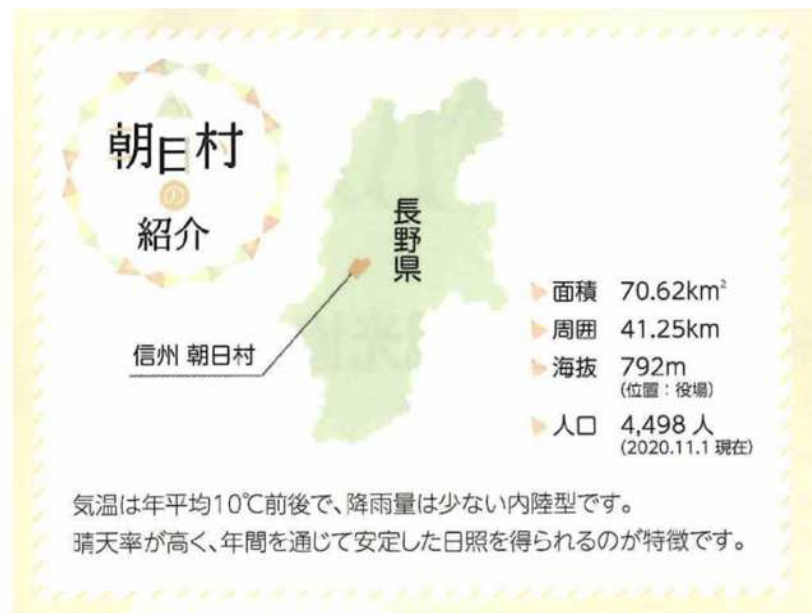 朝日村
の
紹介
長野県
信州 朝日村
面積 70.62km²
周囲 41.25km
海抜 792m
(位置：役場)
人口 4,498 人
(2020.11.1 現在)
気温は年平均10℃前後で、降雨量は少ない内陸型です。
晴天率が高く、年間を通じて安定した日照を得られるのが特徴です。